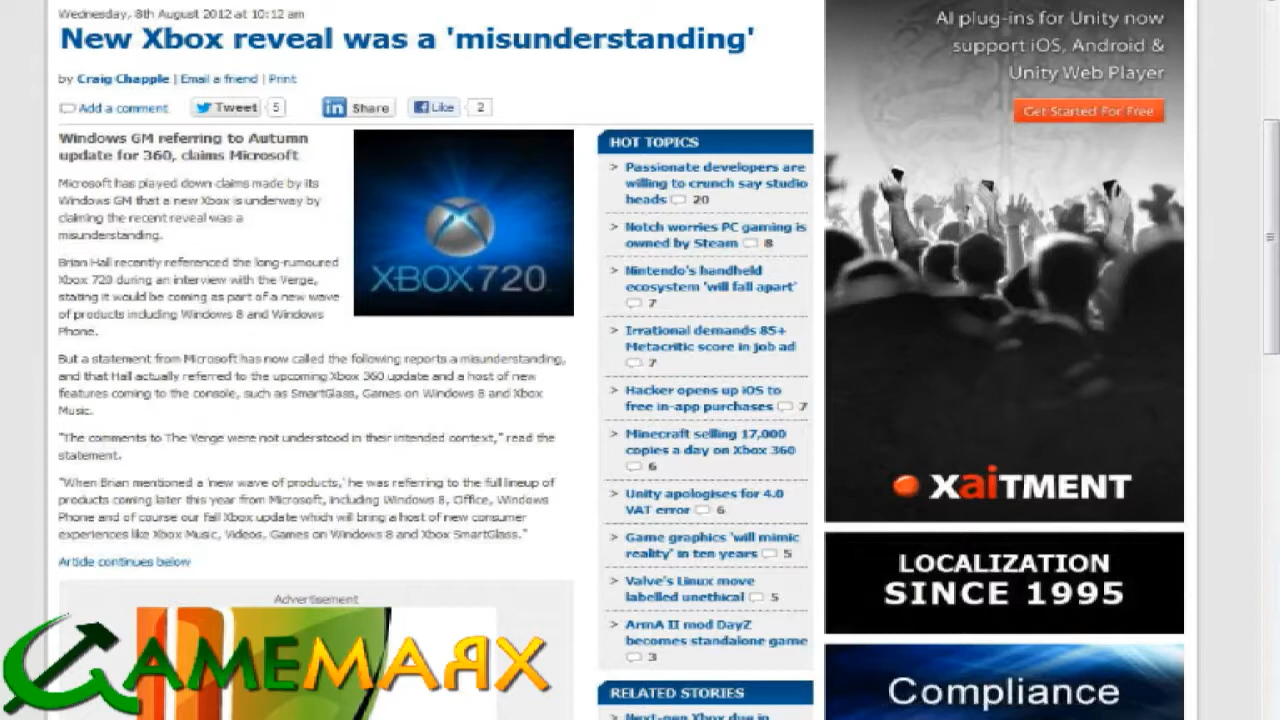 Wednesday, 8th August 2012 at 10:12 am
New Xbox reveal was a 'misunderstanding'
by Craig Chapple | Email a friend | Print
Add a comment
Tweet 5
in Share
Like 2
Windows GM referring to Autumn
update for 360, claims Microsoft
Microsoft has played down claims made by its
Windows GM that a new Xbox is underway by
claiming the recent reveal was a
misunderstanding.
Brian Hall recently referenced the long-rumoured
Xbox 720 during an interview with the Verge,
stating it would be coming as part of a new wave
of products including Windows 8 and Windows
Phone.
XBOX 720
But a statement from Microsoft has now called the following reports a misunderstanding,
and that Hall actually referred to the upcoming Xbox 360 update and a host of new
features coming to the console, such as SmartGlass, Games on Windows 8 and Xbox
Music.
"The comments to The Verge were not understood in their intended context," read the
statement.
"When Brian mentioned a 'new wave of products,' he was referring to the full lineup of
products coming later this year from Microsoft, including Windows 8, Office, Windows
Phone and of course our fall Xbox update which will bring a host of new consumer
experiences like Xbox Music, Videos, Games on Windows 8 and Xbox SmartGlass."
Article continues below
Advertisement
GAMEMARX
HOT TOPICS
> Passionate developers are
willing to crunch say studio
heads 20
> Notch worries PC gaming is
owned by Steam 8
> Nintendo's handheld
ecosystem 'will fall apart'
7
> Irrational demands 85+
Metacritic score in job ad
7
> Hacker opens up iOS to
free in-app purchases 7
> Minecraft selling 17,000
copies a day on Xbox 360
6
> Unity apologises for 4.0
VAT error 6
> Game graphics 'will mimic
reality' in ten years 5
> Valve's Linux move
labelled unethical 5
> ArmA II mod DayZ
becomes standalone game
3
RELATED STORIES
> Next-gen Xbox due in
AI plug-ins for Unity now
support iOS, Android &
Unity Web Player
Get Started For Free
xaiTMENT
LOCALIZATION
SINCE 1995
Compliance